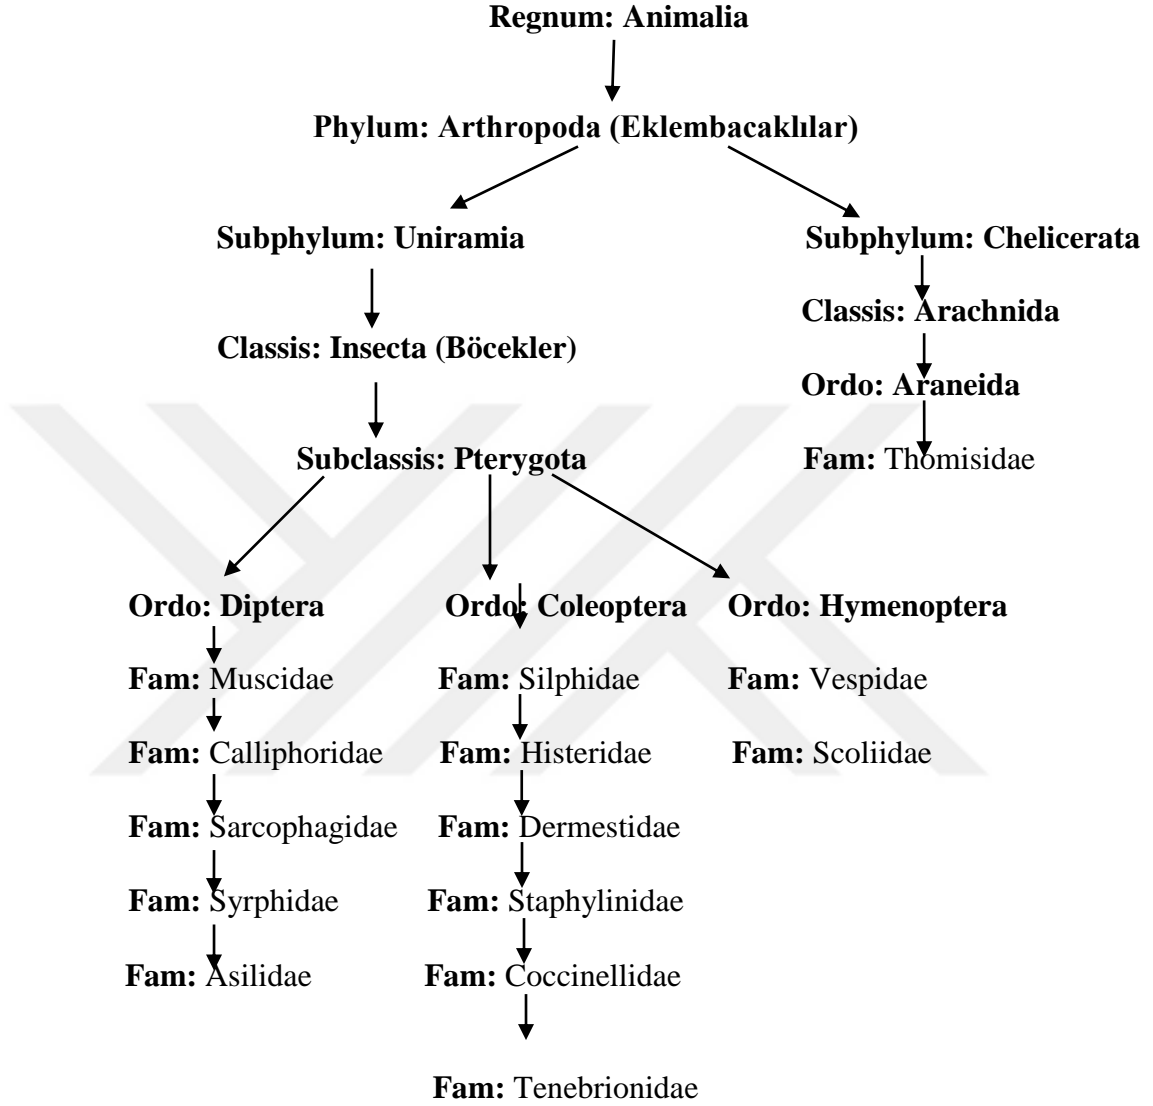 Regnum: Animalia
Phylum: Arthropoda (Eklembacaklılar)
Subphylum: Uniramia
Subphylum: Chelicerata
Classis: Arachnida
Classis: Insecta (Böcekler)
Ordo: Araneida
Subclassis: Pterygota
Fam: Thomisidae
Ordo: Diptera
Ordo: Coleoptera
Ordo: Hymenoptera
Fam: Muscidae
Fam: Silphidae
Fam: Vespidae
Fam: Calliphoridae
Fam: Histeridae
Fam: Scoliidae
Fam: Sarcophagidae
Fam: Dermestidae
Fam: Syrphidae
Fam: Staphylinidae
Fam: Asilidae
Fam: Coccinellidae
Fam: Tenebrionidae